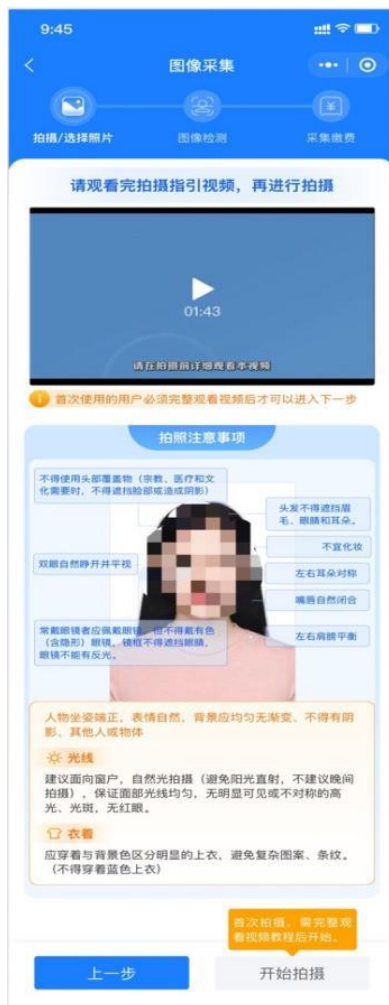 9:45
图像采集
拍摄/选择照片
图像检测
采集缴费
请观看完拍摄指引视频，再进行拍摄
01:43
请在拍摄前详细观看本视频
首次使用的用户必须完整观看视频后才可以进入下一步
拍照注意事项
不得使用头部覆盖物（宗教、医疗和文
化需要时，不得遮挡脸部或造成阴影）
头发不得遮挡眉
毛、眼睛和耳朵。
不宜化妆
双眼自然睁开并平视
左右耳朵对称
嘴唇自然闭合
常戴眼镜者应佩戴眼镜，但不得戴有色
（含隐形）眼镜，镜框不得遮挡眼睛，
眼镜不能有反光。
左右肩膀平衡
人物坐姿端正，表情自然，背景应均匀无渐变、不得有阴
影、其他人或物体
光线
建议面向窗户，自然光拍摄（避免阳光直射，不建议晚间
拍摄），保证面部光线均匀，无明显可见或不对称的高
光、光斑，无红眼。
衣着
应穿着与背景色区分明显的上衣，避免复杂图案、条纹。
（不得穿着蓝色上衣）
首次拍摄，需完整观
看视频教程后开始。
上一步
开始拍摄